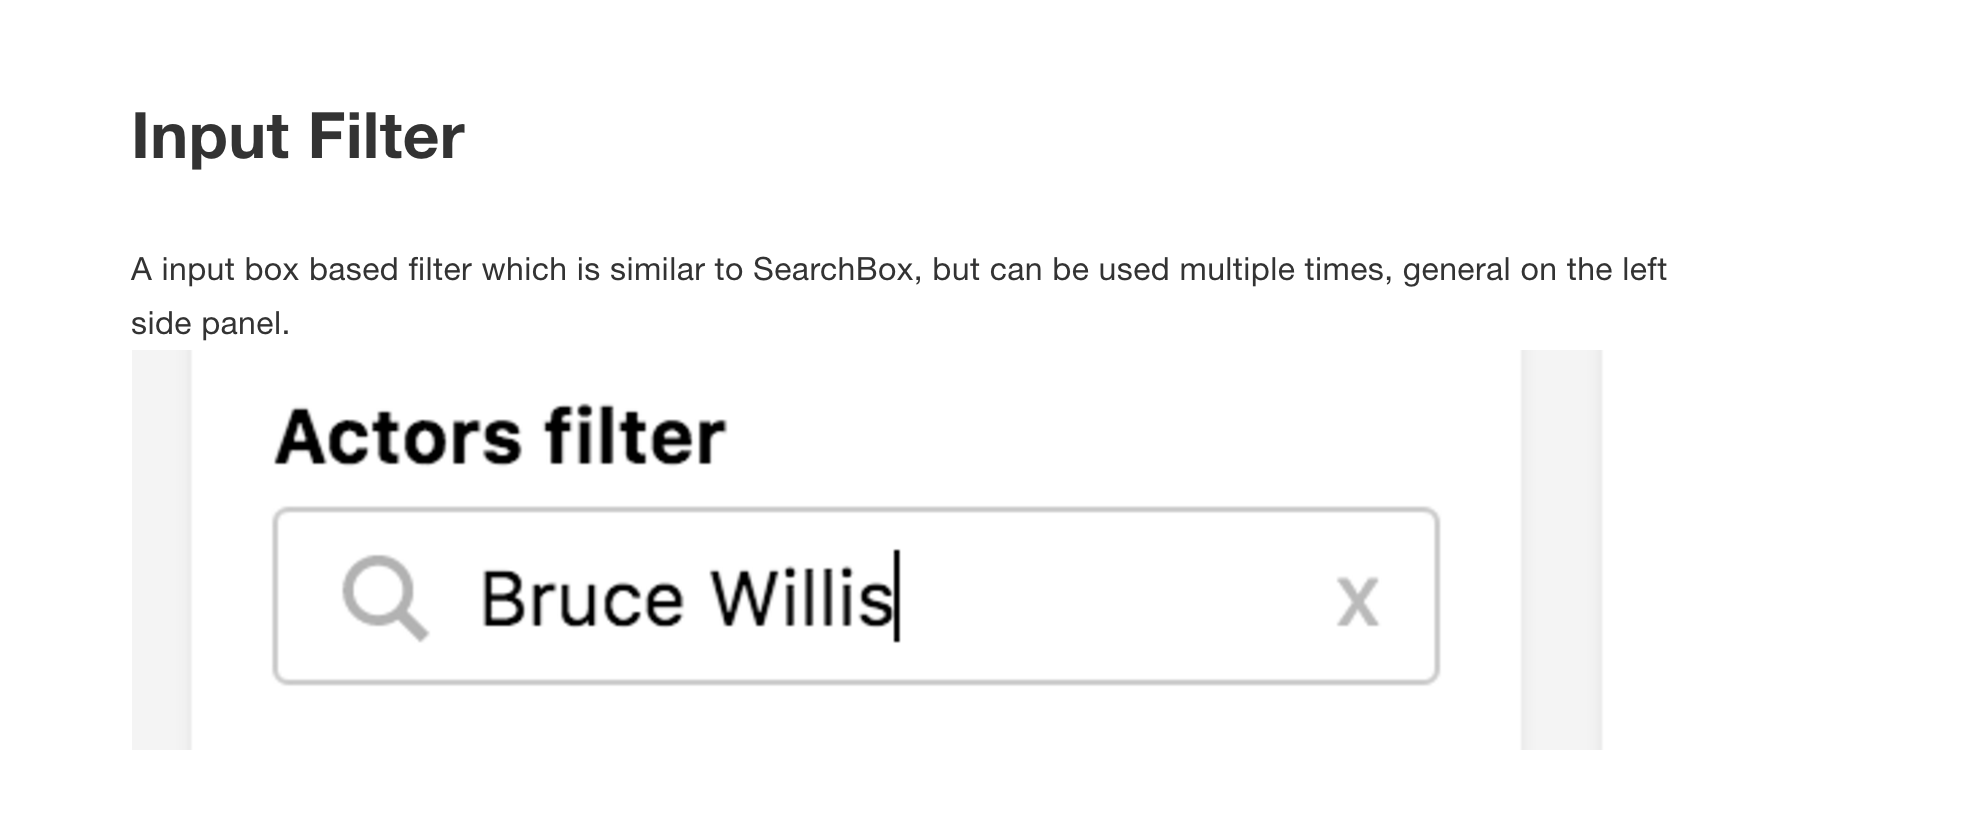 Input Filter
A input box based filter which is similar to SearchBox, but can be used multiple times, general on the left
side panel.
Actors filter
Bruce Willis x